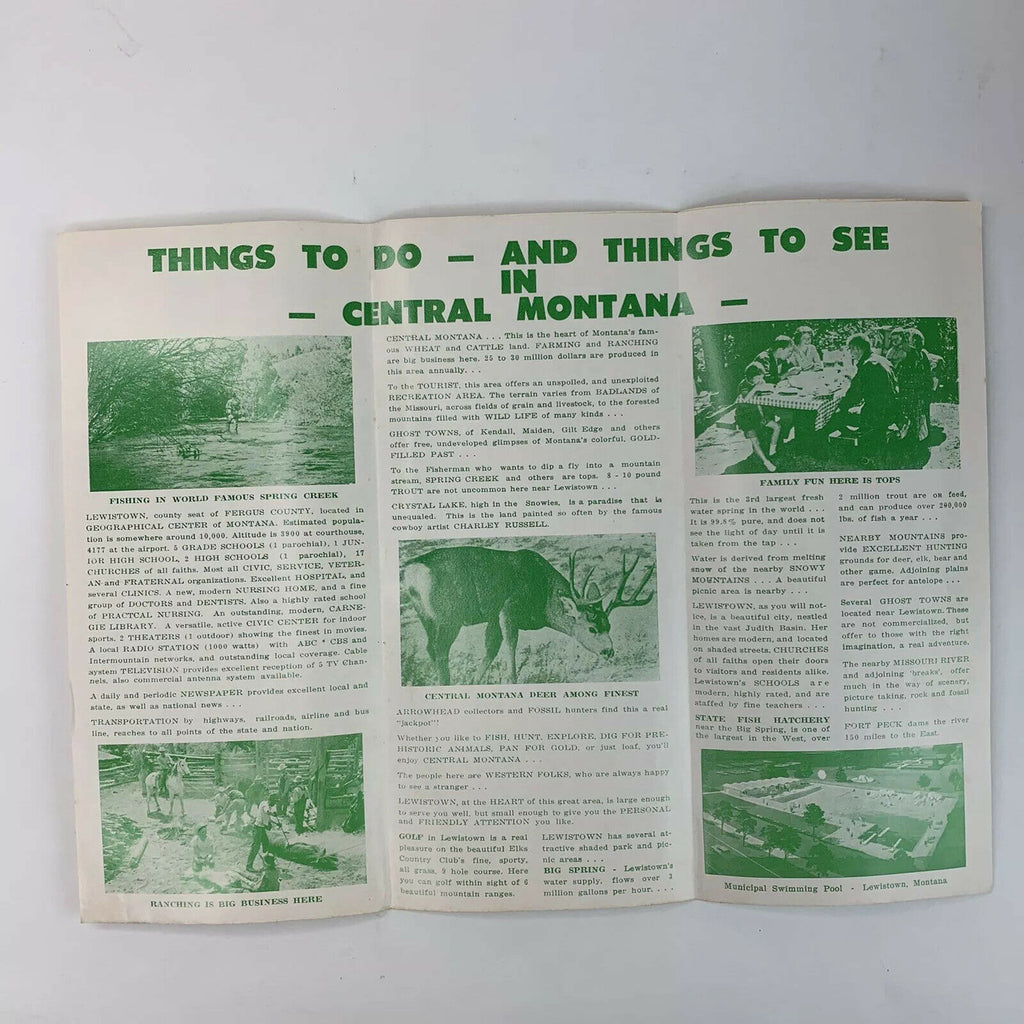 THINGS TO DO — AND THINGS TO SEE
IN
— CENTRAL MONTANA —
FISHING IN WORLD FAMOUS SPRING CREEK
LEWISTOWN, county seat of FERGUS COUNTY, located in
GEOGRAPHICAL CENTER of MONTANA. Estimated popula-
tion is somewhere around 10,000. Altitude is 3900 at courthouse,
4177 at the airport. 5 GRADE SCHOOLS (1 parochial), 1 JUN-
IOR HIGH SCHOOL, 2 HIGH SCHOOLS (1 parochial), 17
CHURCHES of all faiths. Most all CIVIC, SERVICE, VETER-
AN and FRATERNAL organizations. Excellent HOSPITAL, and
several CLINICS. A new, modern NURSING HOME, and a fine
group of DOCTORS and DENTISTS. Also a highly rated school
of PRACTCAL NURSING. An outstanding, modern, CARNE-
GIE LIBRARY. A versatile, active CIVIC CENTER for indoor
sports. 2 THEATERS (1 outdoor) showing the finest in movies.
A local RADIO STATION (1000 watts) with ABC * CBS and
Intermountain networks, and outstanding local coverage. Cable
system TELEVISION provides excellent reception of 5 TV Chan-
nels, also commercial antenna system available.
A daily and periodic NEWSPAPER provides excellent local and
state, as well as national news . . .
TRANSPORTATION by highways, railroads, airline and bus
line, reaches to all points of the state and nation.
RANCHING IS BIG BUSINESS HERE
CENTRAL MONTANA . . . This is the heart of Montana's fam-
ous WHEAT and CATTLE land. FARMING and RANCHING
are big business here. 25 to 30 million dollars are produced in
this area annually. . .
To the TOURIST, this area offers an unspoiled, and unexploited
RECREATION AREA. The terrain varies from BADLANDS of
the Missouri, across fields of grain and livestock, to the forested
mountains filled with WILD LIFE of many kinds . . .
GHOST TOWNS, of Kendall, Maiden, Gilt Edge and others
offer free, undeveloped glimpses of Montana's colorful, GOLD-
FILLED PAST . . .
To the Fisherman who wants to dip a fly into a mountain
stream, SPRING CREEK and others are tops. 8 - 10 pound
TROUT are not uncommon here near Lewistown . . .
CRYSTAL LAKE, high in the Snowies, is a paradise that is
unequaled. This is the land painted so often by the famous
cowboy artist CHARLEY RUSSELL.
CENTRAL MONTANA DEER AMONG FINEST
ARROWHEAD collectors and FOSSIL hunters find this a real
"jackpot"!
Whether you like to FISH, HUNT, EXPLORE, DIG FOR PRE-
HISTORIC ANIMALS, PAN FOR GOLD, or just loaf, you'll
enjoy CENTRAL MONTANA . . .
The people here are WESTERN FOLKS, who are always happy
to see a stranger . . .
LEWISTOWN, at the HEART of this great area, is large enough
to serve you well, but small enough to give you the PERSONAL
and FRIENDLY ATTENTION you like.
GOLF in Lewistown is a real
pleasure on the beautiful Elks
Country Club's fine, sporty,
all grass, 9 hole course. Here
you can golf within sight of 6
beautiful mountain ranges.
LEWISTOWN has several at-
tractive shaded park and pic-
nic areas . . .
BIG SPRING - Lewistown's
water supply, flows over 3
million gallons per hour. . . .
FAMILY FUN HERE IS TOPS
This is the 3rd largest fresh
water spring in the world . . .
It is 99.8% pure, and does not
see the light of day until it is
taken from the tap . . .
Water is derived from melting
snow of the nearby SNOWY
MOUNTAINS . . . A beautiful
picnic area is nearby . . .
LEWISTOWN, as you will not-
ice, is a beautiful city, nestled
in the vast Judith Basin. Her
homes are modern, and located
on shaded streets. CHURCHES
of all faiths open their doors
to visitors and residents alike.
Lewistown's SCHOOLS are
modern, highly rated, and are
staffed by fine teachers . . .
STATE FISH HATCHERY
near the Big Spring, is one of
the largest in the West, over
2 million trout are on feed,
and can produce over 200,000
lbs. of fish a year . . .
NEARBY MOUNTAINS pro-
vide EXCELLENT HUNTING
grounds for deer, elk, bear and
other game. Adjoining plains
are perfect for antelope . . .
Several GHOST TOWNS are
located near Lewistown. These
are not commercialized, but
offer to those with the right
imagination, a real adventure.
The nearby MISSOURI RIVER
and adjoining 'breaks', offer
much in the way of scenery,
picture taking, rock and fossil
hunting . . .
FORT PECK dams the river
150 miles to the East.
Municipal Swimming Pool - Lewistown, Montana